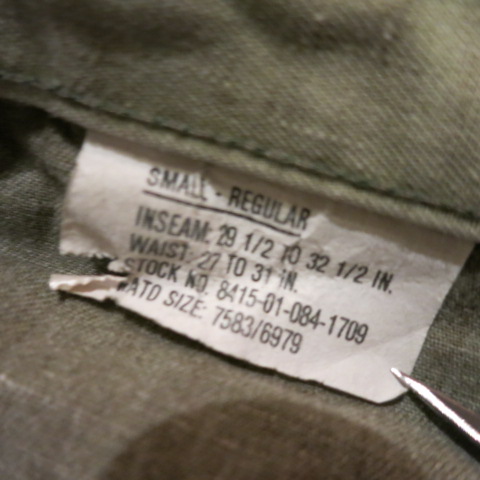 SMALL - REGULAR
INSEAM: 29 1/2 TO 32 1/2 IN.
WAIST: 27 TO 31 IN.
STOCK NO. 8415-01-084-1709
NATO SIZE: 7583/6979